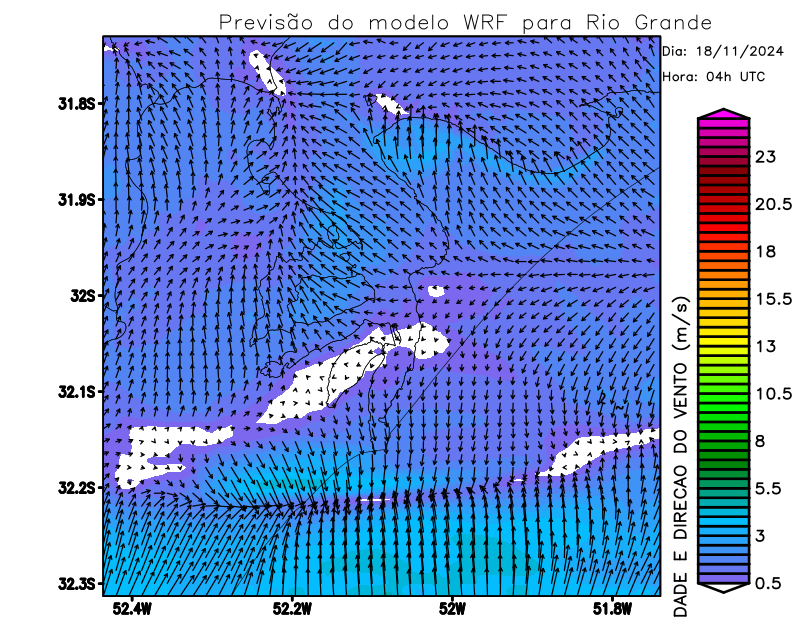 Previsão do modelo WRF para Rio Grande
Dia: 18/11/2024
Hora: 04h UTC
31.8S
31.9S
32S
32.1S
32.2S
32.3S
52.4W
52.2W
52W
51.8W
23
20.5
18
15.5
13
10.5
8
5.5
3
0.5
DADE E DIRECAO DO VENTO (m/s)